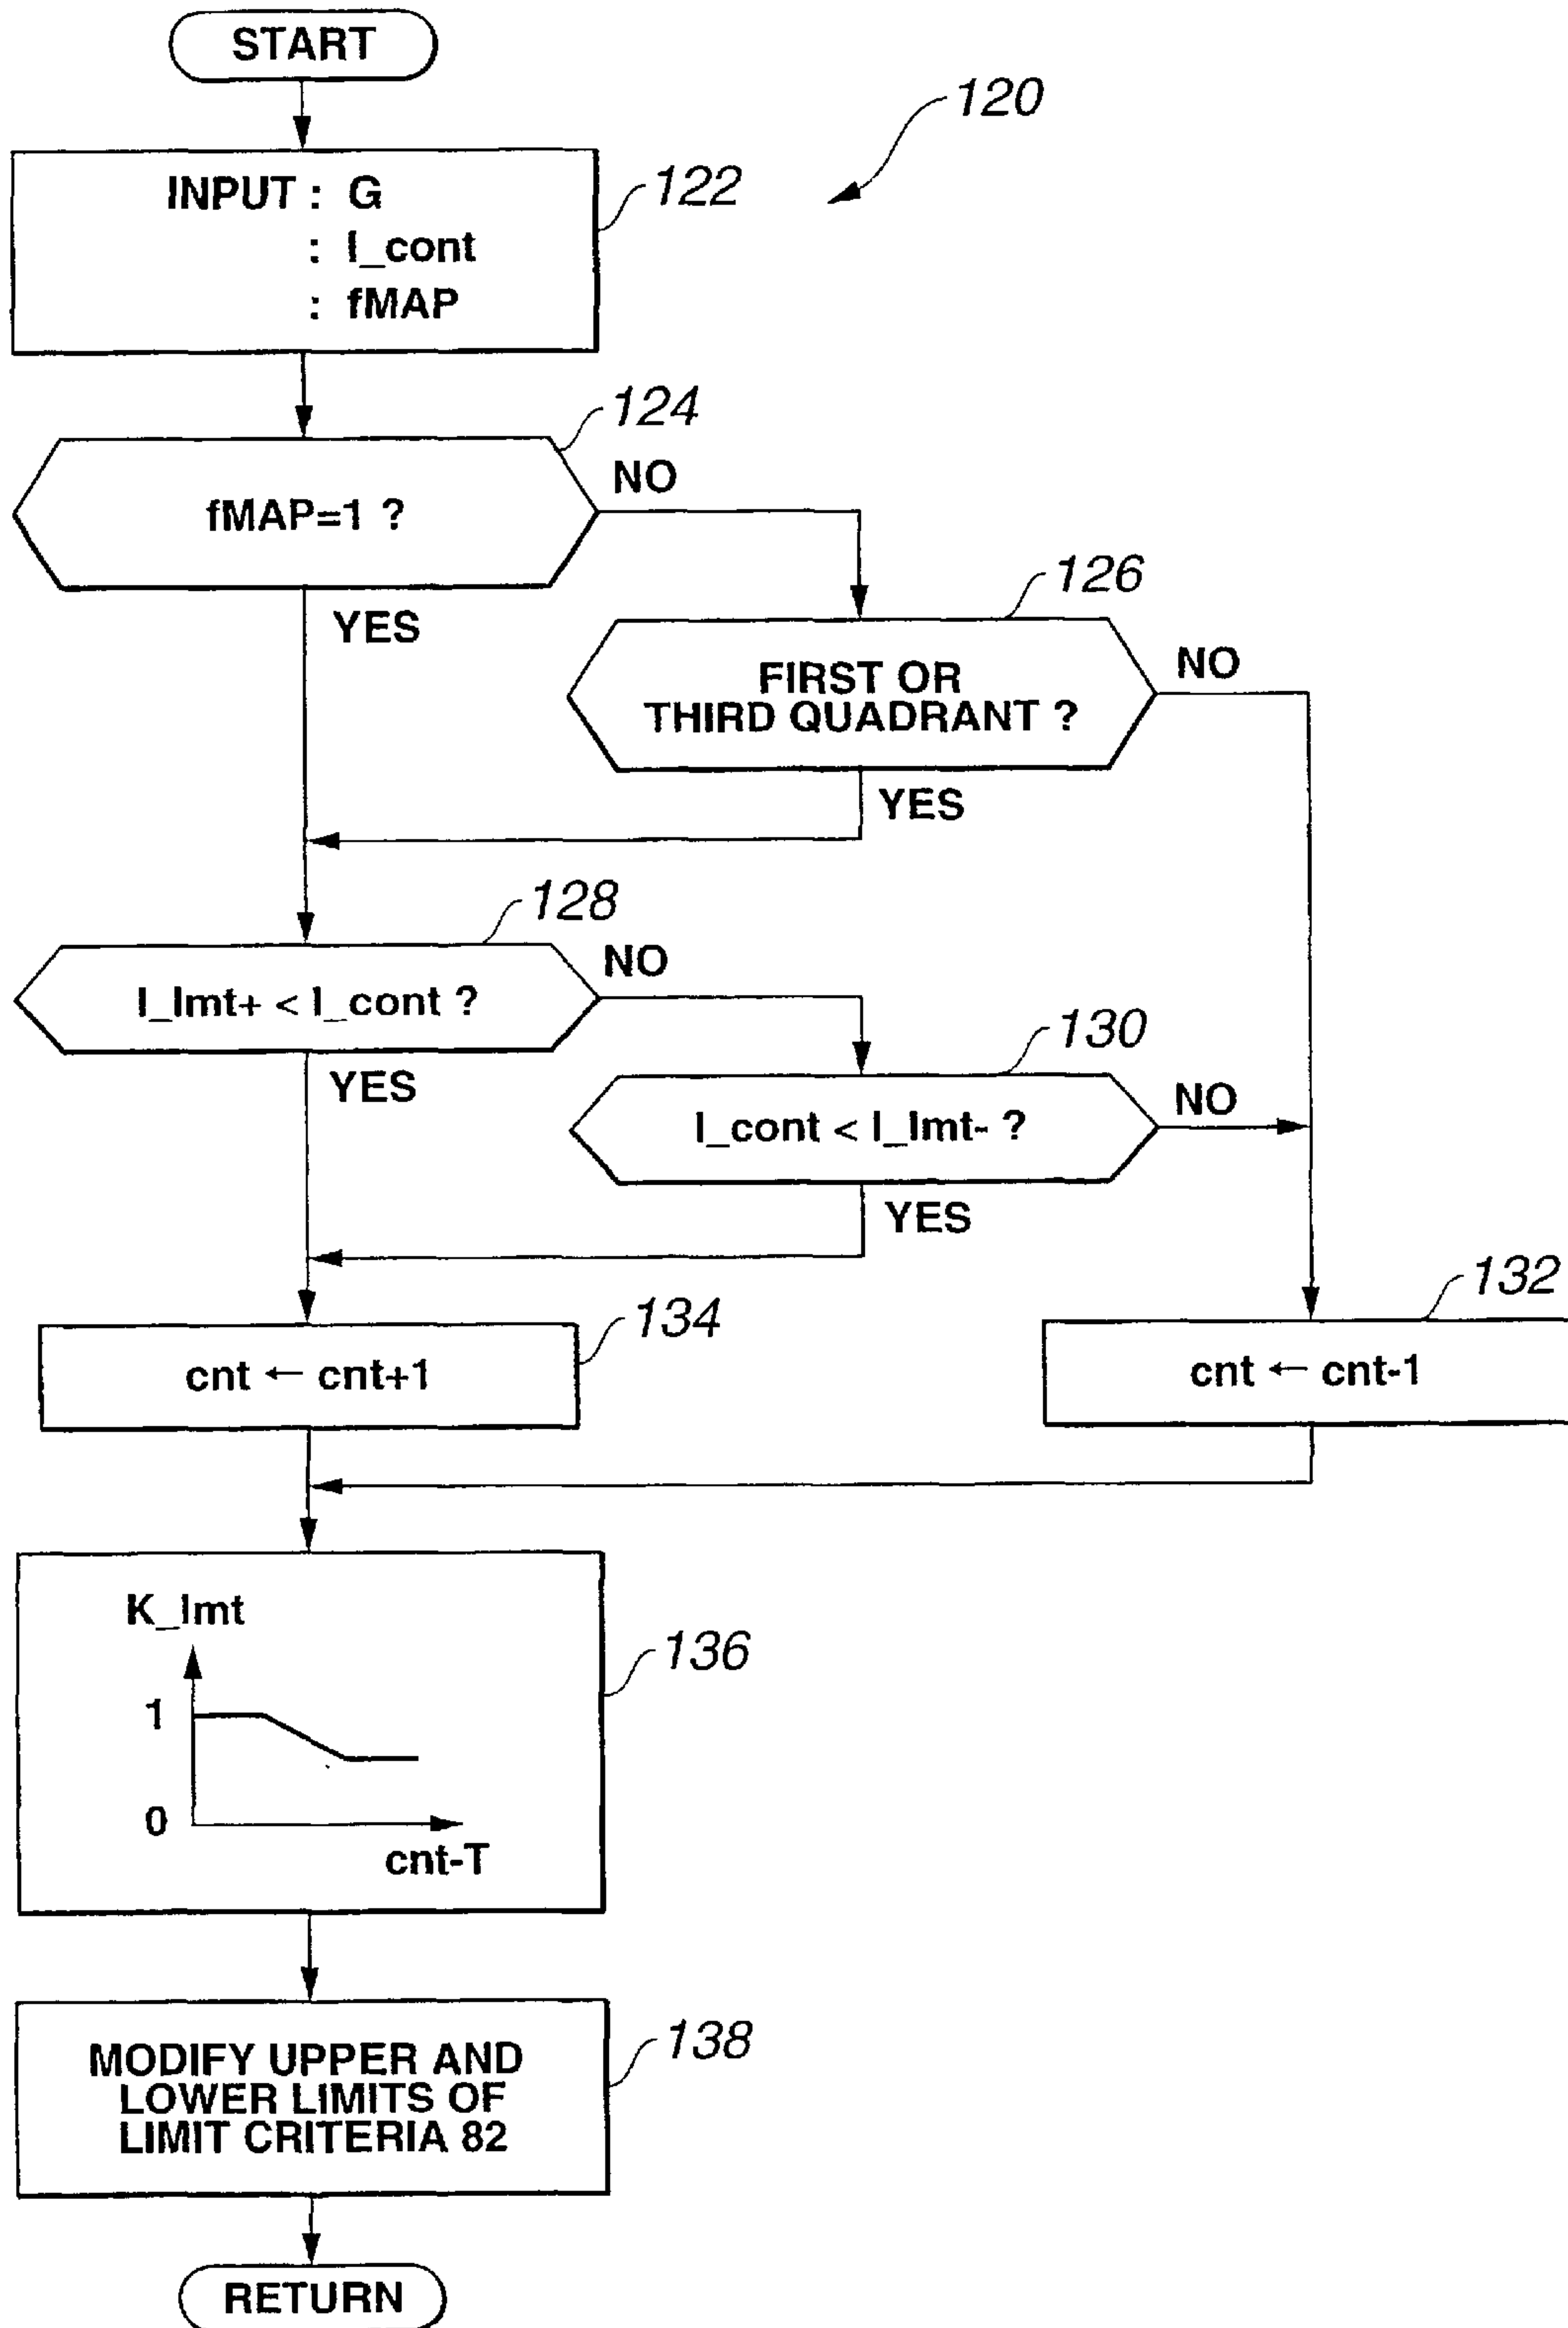 START
120
INPUT : G
: I_cont
: fMAP
122
124
fMAP=1 ?
NO
YES
126
FIRST OR
THIRD QUADRANT ?
NO
YES
128
I_lmt+ < I_cont ?
NO
YES
130
I_cont < I_lmt- ?
NO
YES
134
cnt ← cnt+1
132
cnt ← cnt-1
136
K_lmt
1
0
cnt-T
138
MODIFY UPPER AND
LOWER LIMITS OF
LIMIT CRITERIA 82
RETURN